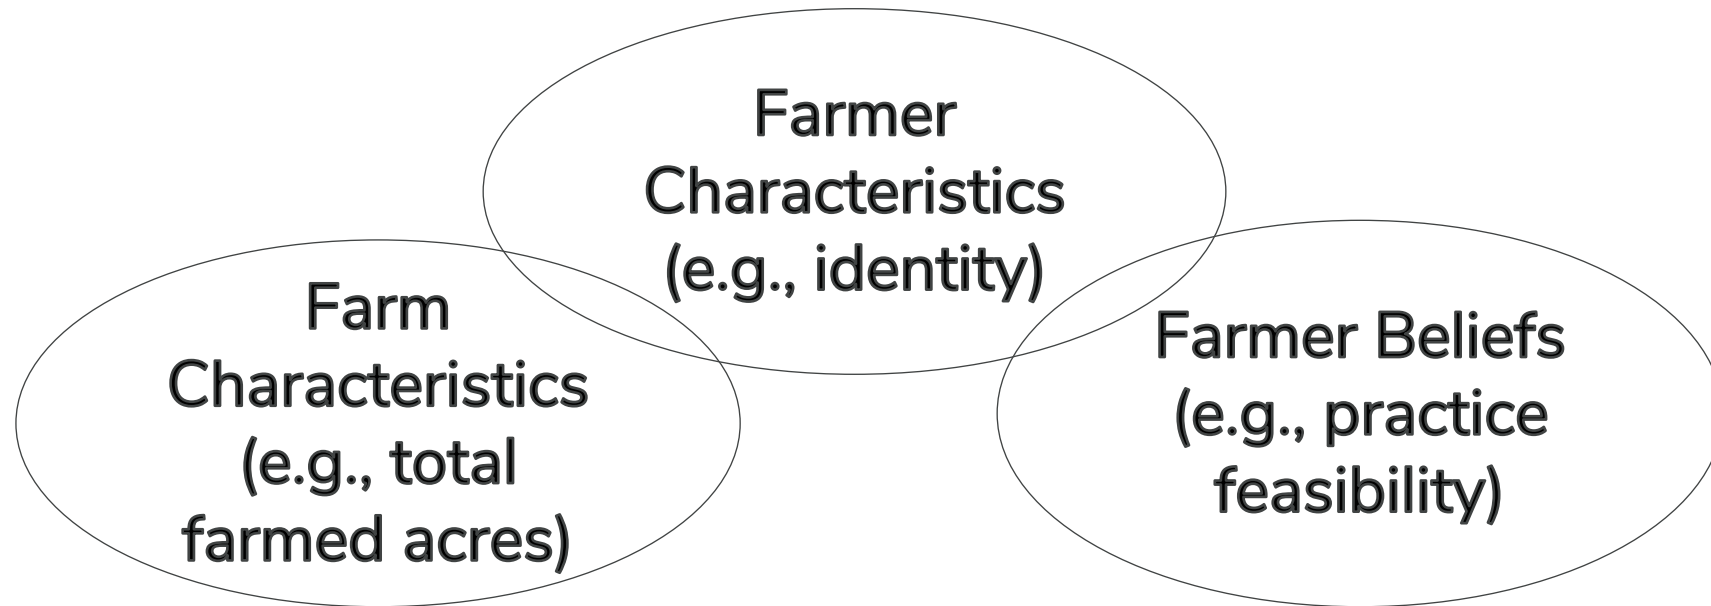 Farmer
Characteristics
(e.g., identity)
Farm
Characteristics
(e.g., total
farmed acres)
Farmer Beliefs
(e.g., practice
feasibility)